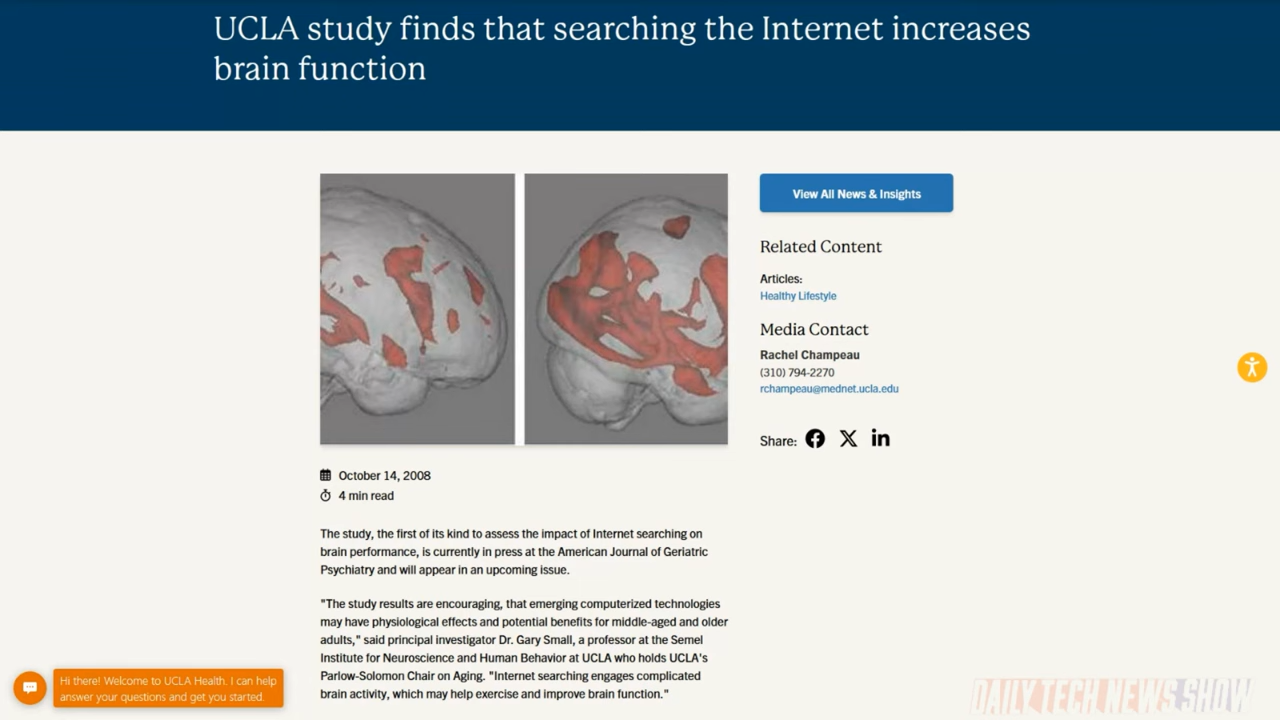 UCLA study finds that searching the Internet increases
brain function
View All News & Insights
Related Content
Articles:
Healthy Lifestyle
Media Contact
Rachel Champeau
(310) 794-2270
rchampeau@mednet.ucla.edu
Share:
October 14, 2008
4 min read
The study, the first of its kind to assess the impact of Internet searching on
brain performance, is currently in press at the American Journal of Geriatric
Psychiatry and will appear in an upcoming issue.
"The study results are encouraging, that emerging computerized technologies
may have physiological effects and potential benefits for middle-aged and older
adults," said principal investigator Dr. Gary Small, a professor at the Semel
Institute for Neuroscience and Human Behavior at UCLA who holds UCLA's
Parlow-Solomon Chair on Aging. "Internet searching engages complicated
brain activity, which may help exercise and improve brain function."
Hi there! Welcome to UCLA Health. I can help
answer your questions and get you started.
DAILY TECH NEWS SHOW